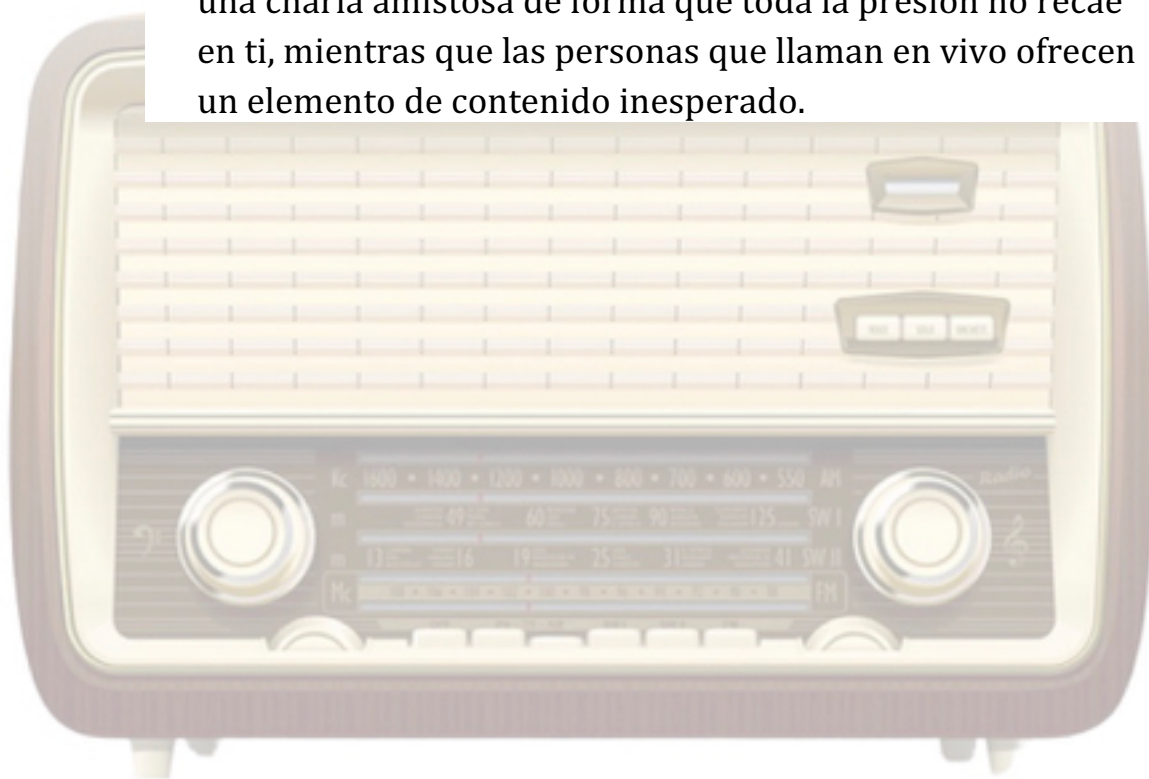 una charla amistosa de forma que toda la presión no recae
en ti, mientras que las personas que llaman en vivo ofrecen
un elemento de contenido inesperado.
Kc 1600 • 1400 • 1200 • 1000 • 800 • 700 • 600 • 550 AM
Radio
m 49 60 75 90 125 SW I
m 13 16 19 25 31 41 SW II
Mc FM